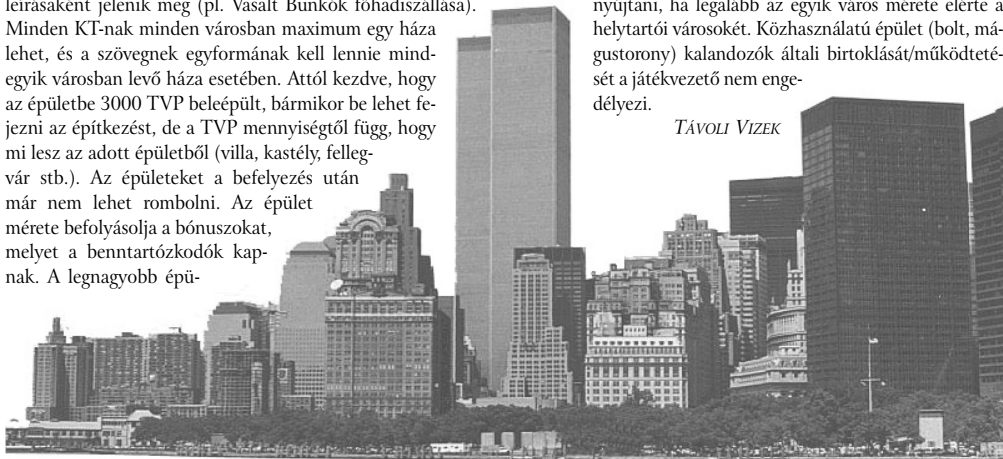 leírásaként jelenik meg (pl. Vasalt Bunkók főhadiszállása).
Minden KT-nak minden városban maximum egy háza
lehet, és a szövegnek egyformának kell lennie mind-
egyik városban levő háza esetében. Attól kezdve, hogy
az épületbe 3000 TVP beleépült, bármikor be lehet fe-
jezni az építkezést, de a TVP mennyiségtől függ, hogy
mi lesz az adott épületből (villa, kastély, felleg-
vár stb.). Az épületeket a befelyezés után
már nem lehet rombolni. Az épület
mérete befolyásolja a bónuszokat,
melyet a benntartózkodók kap-
nak. A legnagyobb épü-
nyújtani, ha legalább az egyik város mérete elérte a
helytartói városokét. Közhasználatú épület (bolt, má-
gustorony) kalandozók általi birtoklását/működteté-
sét a játékvezető nem enge-
délyezi.
TÁVOLI VIZEK